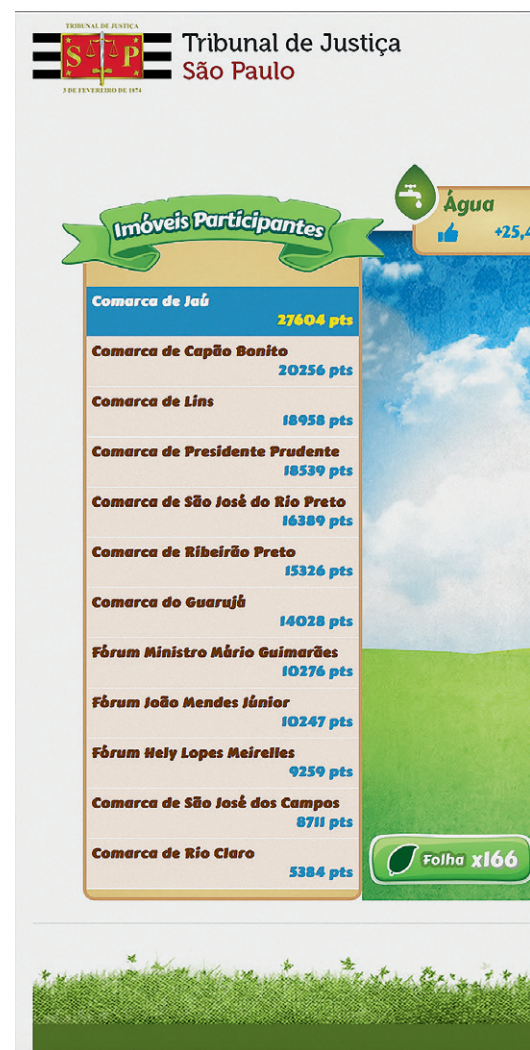 TRIBUNAL DE JUSTIÇA
S P
3 DE FEVEREIRO DE 1874
Tribunal de Justiça
São Paulo
Imóveis Participantes
Água
+25,4
Comarca de Jaú
27604 pts
Comarca de Capão Bonito
20256 pts
Comarca de Lins
18958 pts
Comarca de Presidente Prudente
18539 pts
Comarca de São José do Rio Preto
16389 pts
Comarca de Ribeirão Preto
15326 pts
Comarca do Guarujá
14028 pts
Fórum Ministro Mário Guimarães
10276 pts
Fórum João Mendes Júnior
10247 pts
Fórum Hely Lopes Meirelles
9259 pts
Comarca de São José dos Campos
8711 pts
Comarca de Rio Claro
5384 pts
Folha x166